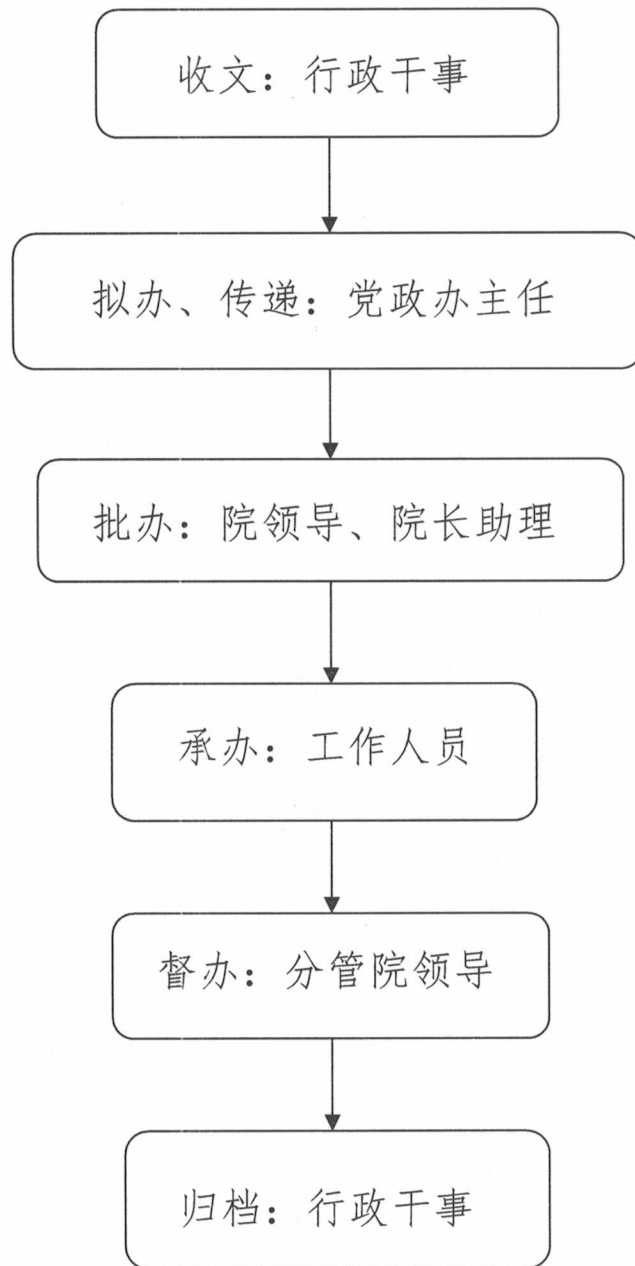 收文：行政干事
拟办、传递：党政办主任
批办：院领导、院长助理
承办：工作人员
督办：分管院领导
归档：行政干事